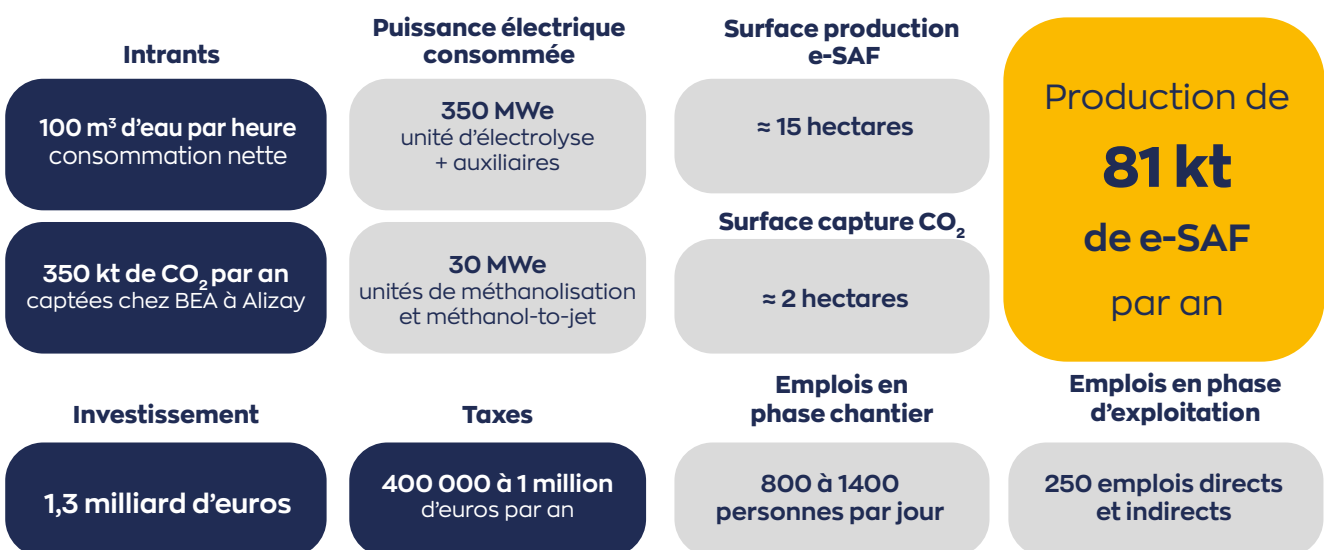 Intrants
100 m³ d'eau par heure
consommation nette
350 kt de CO₂ par an
captées chez BEA à Alizay
Puissance électrique
consommée
350 MWe
unité d'électrolyse
+ auxiliaires
30 MWe
unités de méthanolisation
et méthanol-to-jet
Surface production
e-SAF
≈ 15 hectares
Surface capture CO₂
≈ 2 hectares
Production de
81 kt
de e-SAF
par an
Investissement
1,3 milliard d'euros
Taxes
400 000 à 1 million
d'euros par an
Emplois en
phase chantier
800 à 1400
personnes par jour
Emplois en phase
d'exploitation
250 emplois directs
et indirects